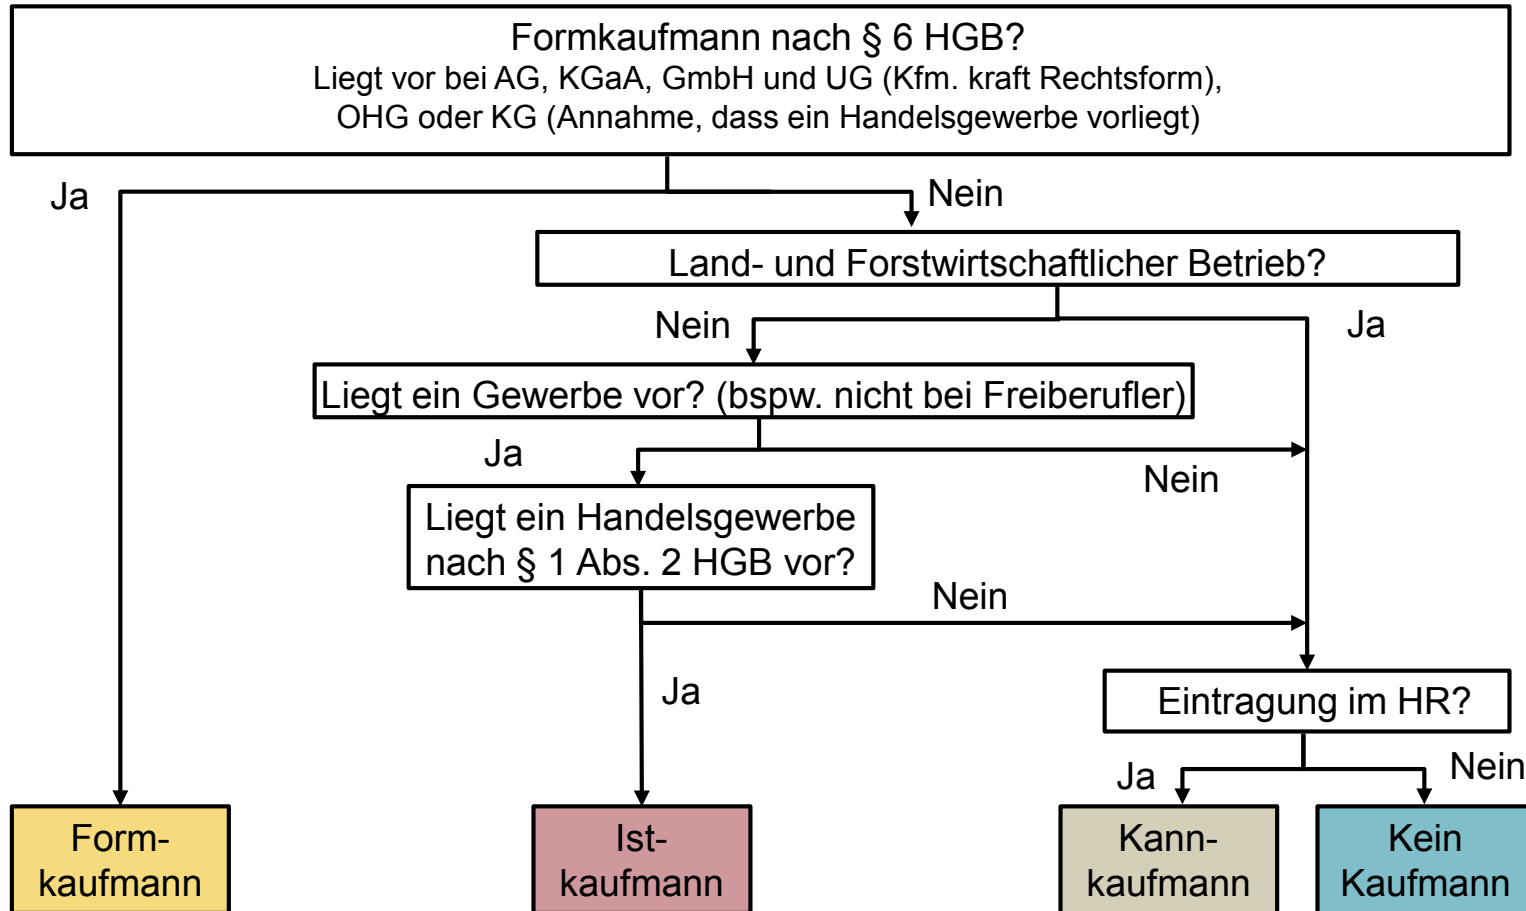 Formkaufmann nach § 6 HGB?
Liegt vor bei AG, KGaA, GmbH und UG (Kfm. kraft Rechtsform),
OHG oder KG (Annahme, dass ein Handelsgewerbe vorliegt)
Ja
Nein
Land- und Forstwirtschaftlicher Betrieb?
Nein
Ja
Liegt ein Gewerbe vor? (bspw. nicht bei Freiberufler)
Ja
Nein
Liegt ein Handelsgewerbe
nach § 1 Abs. 2 HGB vor?
Nein
Ja
Eintragung im HR?
Ja
Nein
Form-
kaufmann
Ist-
kaufmann
Kann-
kaufmann
Kein
Kaufmann